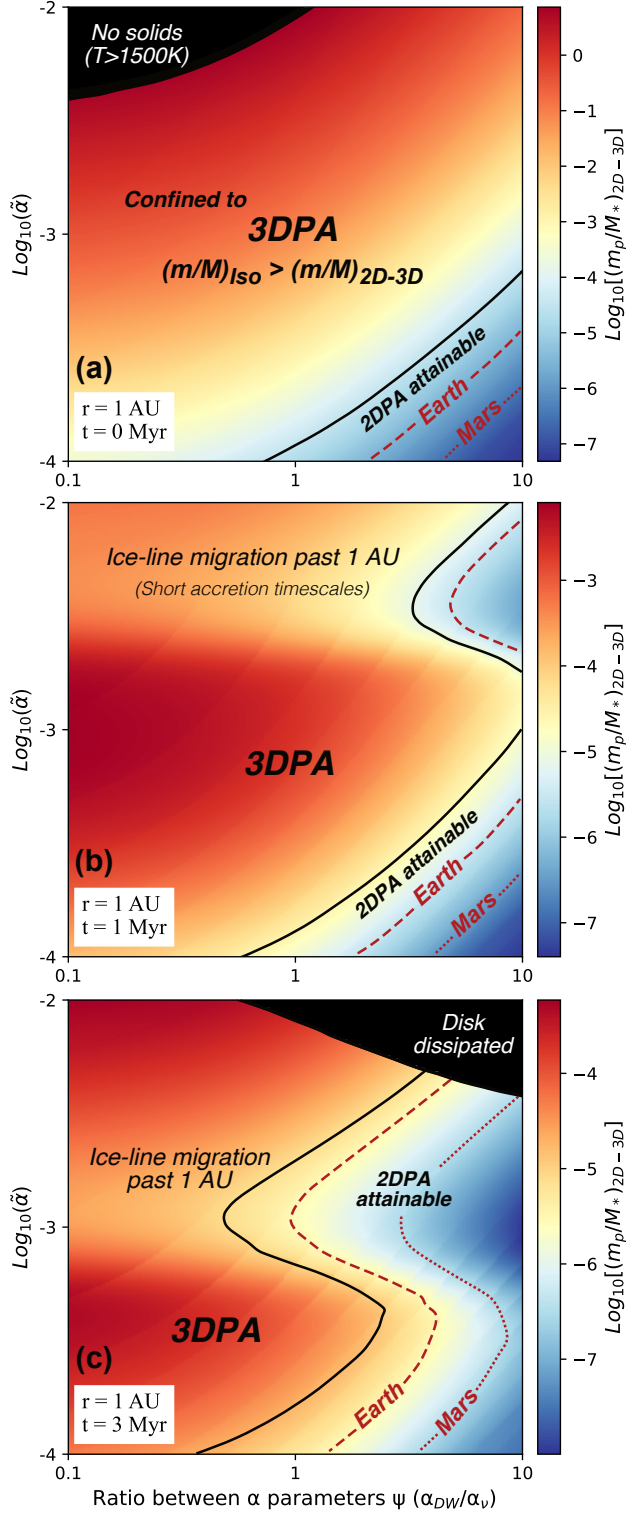 No solids
(T>1500K)
Confined to
3DPA
(m/M)Iso > (m/M)2D-3D
2DPA attainable
Earth
Mars
(a)
r = 1 AU
t = 0 Myr
-2
-3
-4
Log10(α̃)
0.1
1
10
0
−1
−2
−3
−4
−5
−6
−7
Log10[(mp/M*)2D−3D]
Ice-line migration past 1 AU
(Short accretion timescales)
3DPA
2DPA attainable
Earth
Mars
(b)
r = 1 AU
t = 1 Myr
-2
-3
-4
Log10(α̃)
0.1
1
10
−3
−4
−5
−6
−7
Log10[(mp/M*)2D−3D]
Disk
dissipated
Ice-line migration
past 1 AU
2DPA
attainable
3DPA
Earth
Mars
(c)
r = 1 AU
t = 3 Myr
-2
-3
-4
Log10(α̃)
0.1
1
10
−4
−5
−6
−7
Log10[(mp/M*)2D−3D]
Ratio between α parameters ψ (αDW/αν)